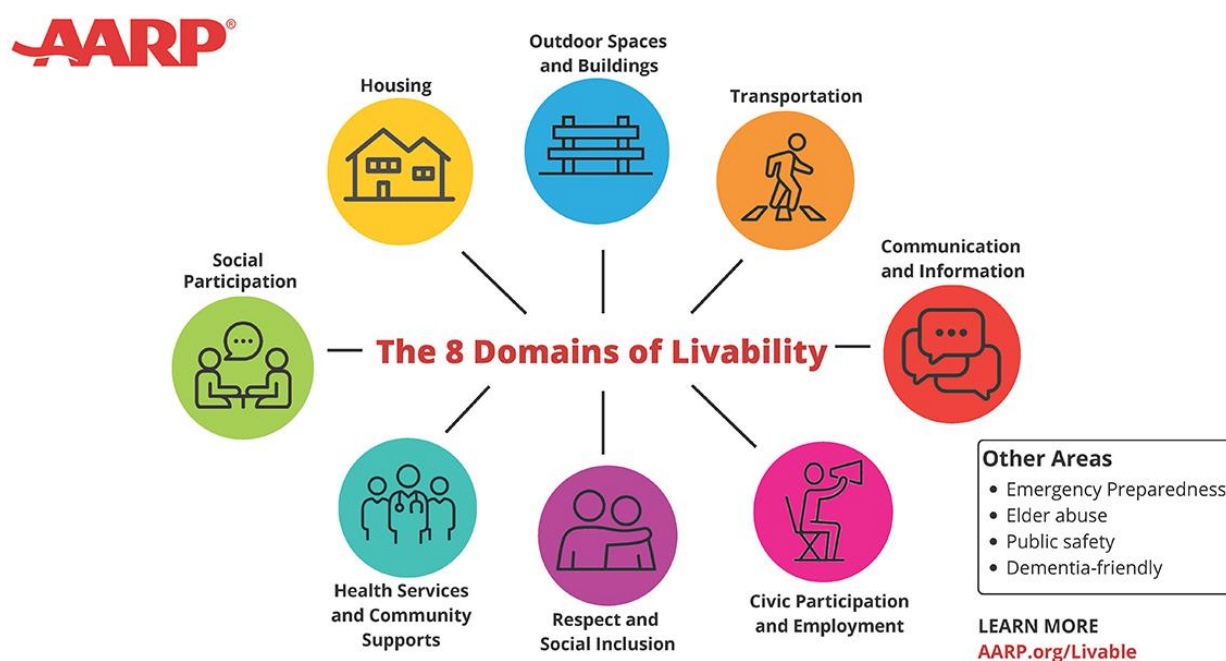 AARP®
Outdoor Spaces
and Buildings
Housing
Transportation
Social
Participation
Communication
and Information
The 8 Domains of Livability
Health Services
and Community
Supports
Respect and
Social Inclusion
Civic Participation
and Employment
Other Areas
• Emergency Preparedness
• Elder abuse
• Public safety
• Dementia-friendly
LEARN MORE
AARP.org/Livable